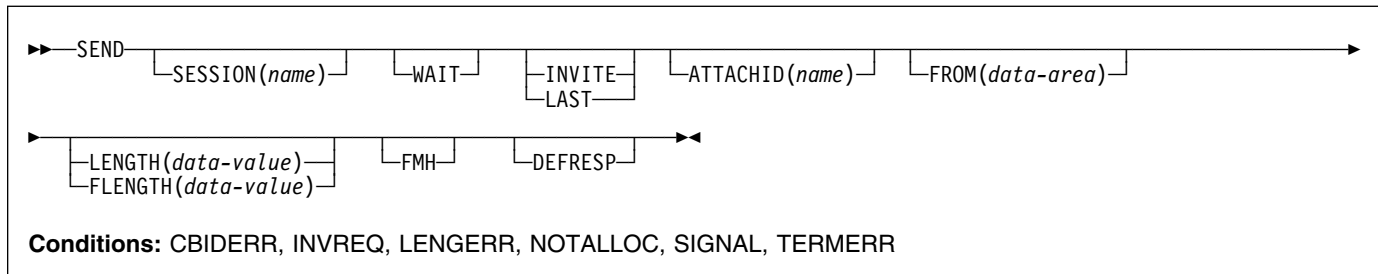 SEND
SESSION(name) WAIT INVITE ATTACHID(name) FROM(data-area)
LAST
LENGTH(data-value) FMH DEFRESP
FLENGTH(data-value)
Conditions: CBIDERR, INVREQ, LENGERR, NOTALLOC, SIGNAL, TERMERR